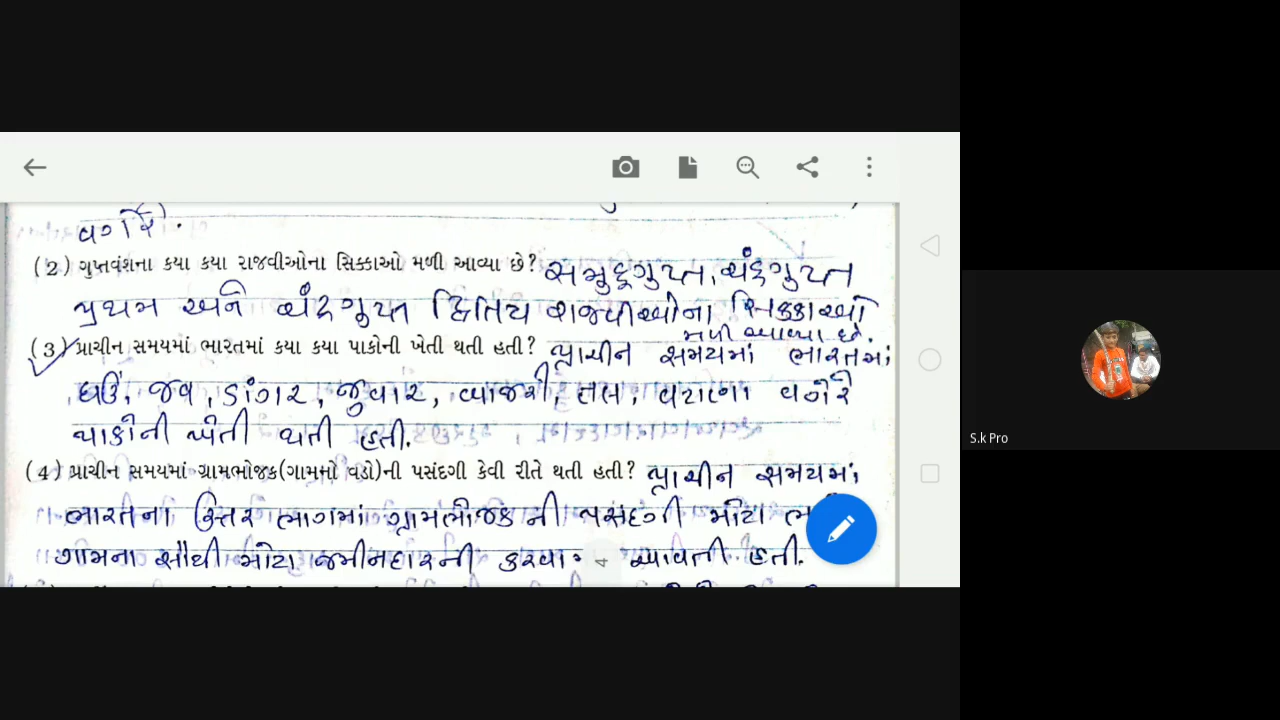 વગેરે.
(2) ગુપ્તવંશના કયા કયા રાજવીઓના સિક્કાઓ મળી આવ્યા છે? સમુદ્રગુપ્ત, ચંદ્રગુપ્ત
પ્રથમ અને ચંદ્રગુપ્ત દ્વિતિય રાજવીઓના સિક્કાઓ
મળી આવ્યા છે.
(3) પ્રાચીન સમયમાં ભારતમાં કયા કયા પાકોની ખેતી થતી હતી? પ્રાચીન સમયમાં ભારતમાં
ઘઉં, જવ, ડાંગર, જુવાર, બાજરી, તલ, વટાણા વગેરે
પાકોની ખેતી થતી હતી.
(4) પ્રાચીન સમયમાં ગ્રામભોજક(ગામમો વડો)ની પસંદગી કેવી રીતે થતી હતી? પ્રાચીન સમયમાં
ભારતના ઉત્તર ભાગમાં ગ્રામભોજક ની પસંદગી મોટા
ગામના સૌથી મોટા જમીનદારની કરવા 4 આવતી હતી.
S.k Pro